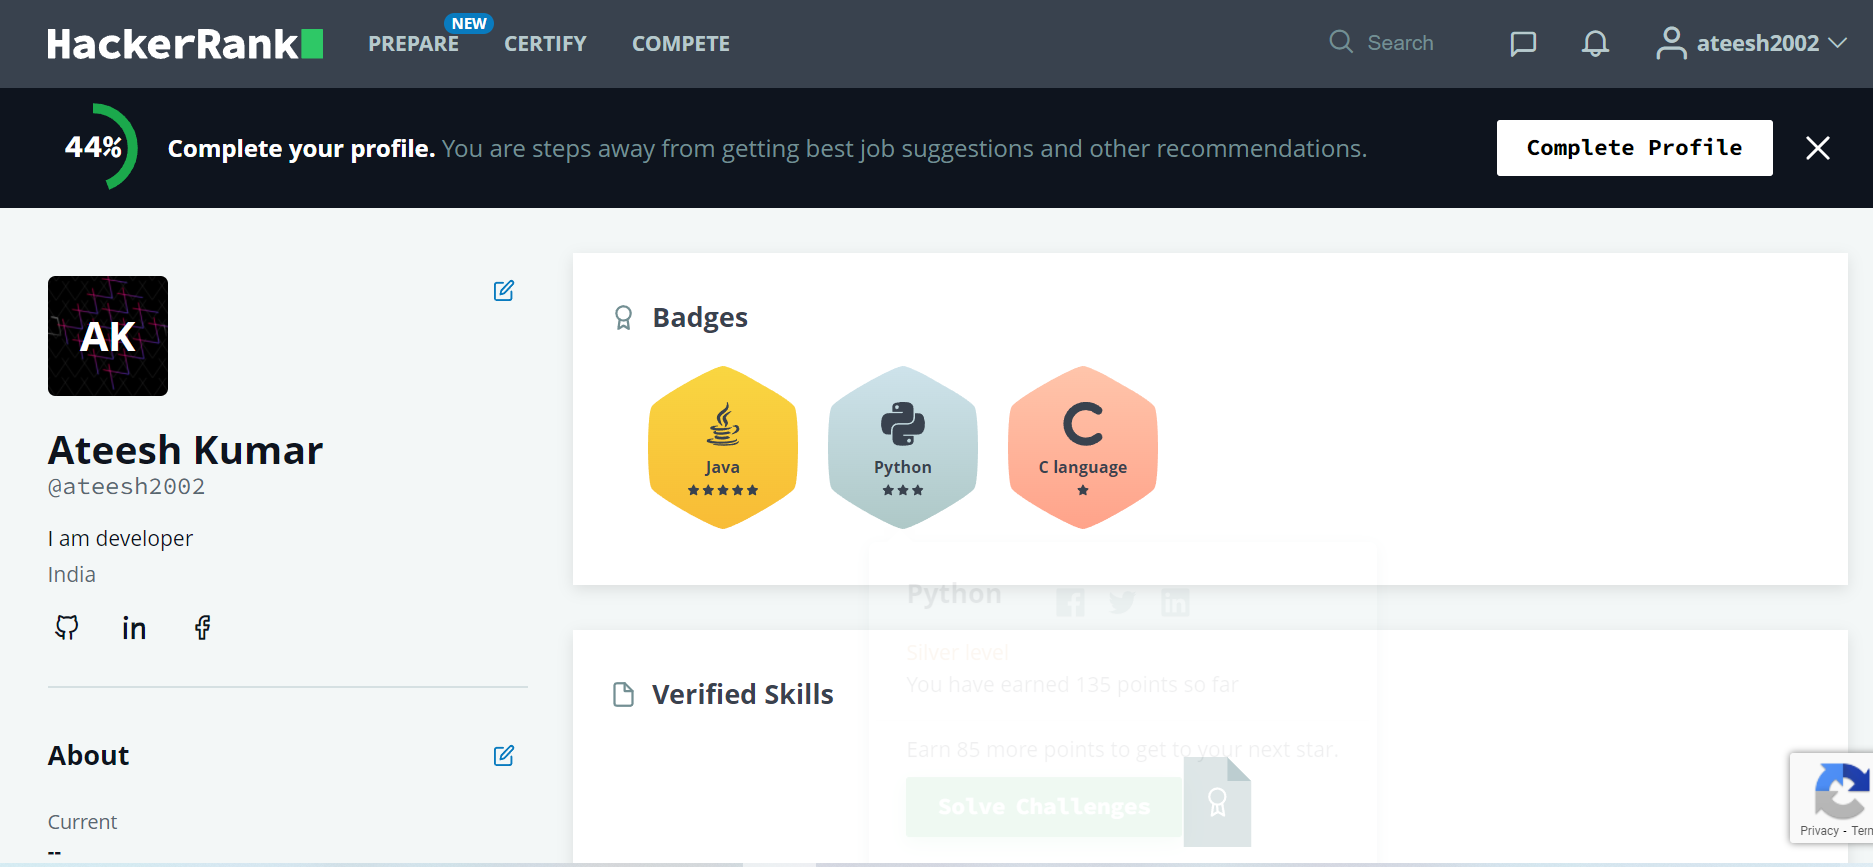 HackerRank PREPARE NEW CERTIFY COMPETE Search ateesh2002
44% Complete your profile. You are steps away from getting best job suggestions and other recommendations. Complete Profile
AK
Ateesh Kumar
@ateesh2002
I am developer
India
in
About
Current
--
Badges
Java
Python
C language
Python
in
Silver level
You have earned 135 points so far
Earn 85 more points to get to your next star.
Solve Challenges
Verified Skills
Privacy - Tern